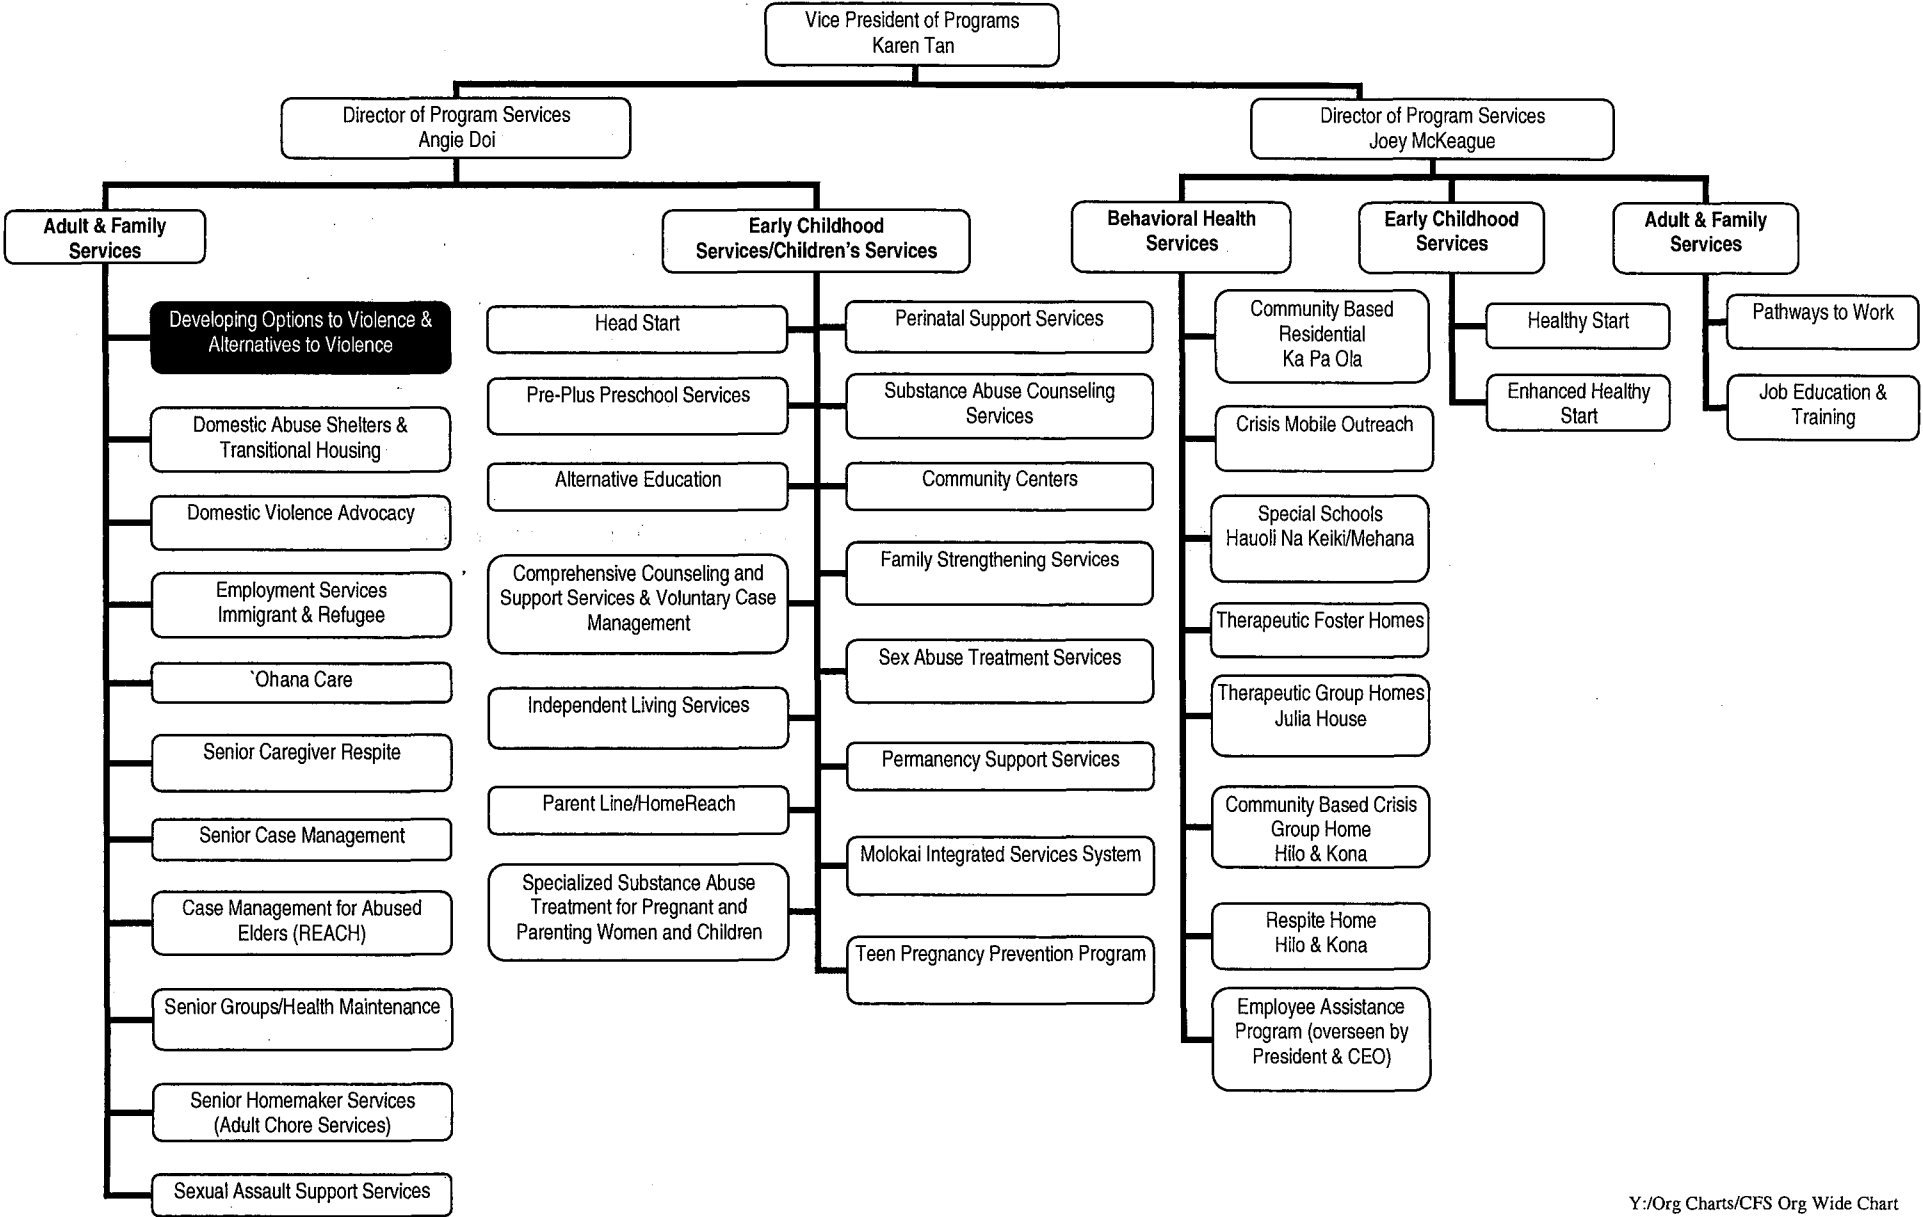 Vice President of Programs
Karen Tan
Director of Program Services
Angie Doi
Director of Program Services
Joey McKeague
Adult & Family
Services
Developing Options to Violence &
Alternatives to Violence
Domestic Abuse Shelters &
Transitional Housing
Domestic Violence Advocacy
Employment Services
Immigrant & Refugee
`Ohana Care
Senior Caregiver Respite
Senior Case Management
Case Management for Abused
Elders (REACH)
Senior Groups/Health Maintenance
Senior Homemaker Services
(Adult Chore Services)
Sexual Assault Support Services
Early Childhood
Services/Children's Services
Head Start
Pre-Plus Preschool Services
Alternative Education
Comprehensive Counseling and
Support Services & Voluntary Case
Management
Independent Living Services
Parent Line/HomeReach
Specialized Substance Abuse
Treatment for Pregnant and
Parenting Women and Children
Perinatal Support Services
Substance Abuse Counseling
Services
Community Centers
Family Strengthening Services
Sex Abuse Treatment Services
Permanency Support Services
Molokai Integrated Services System
Teen Pregnancy Prevention Program
Behavioral Health
Services
Community Based
Residential
Ka Pa Ola
Crisis Mobile Outreach
Special Schools
Hauoli Na Keiki/Mehana
Therapeutic Foster Homes
Therapeutic Group Homes
Julia House
Community Based Crisis
Group Home
Hilo & Kona
Respite Home
Hilo & Kona
Employee Assistance
Program (overseen by
President & CEO)
Early Childhood
Services
Healthy Start
Enhanced Healthy
Start
Adult & Family
Services
Pathways to Work
Job Education &
Training
Y:/Org Charts/CFS Org Wide Chart